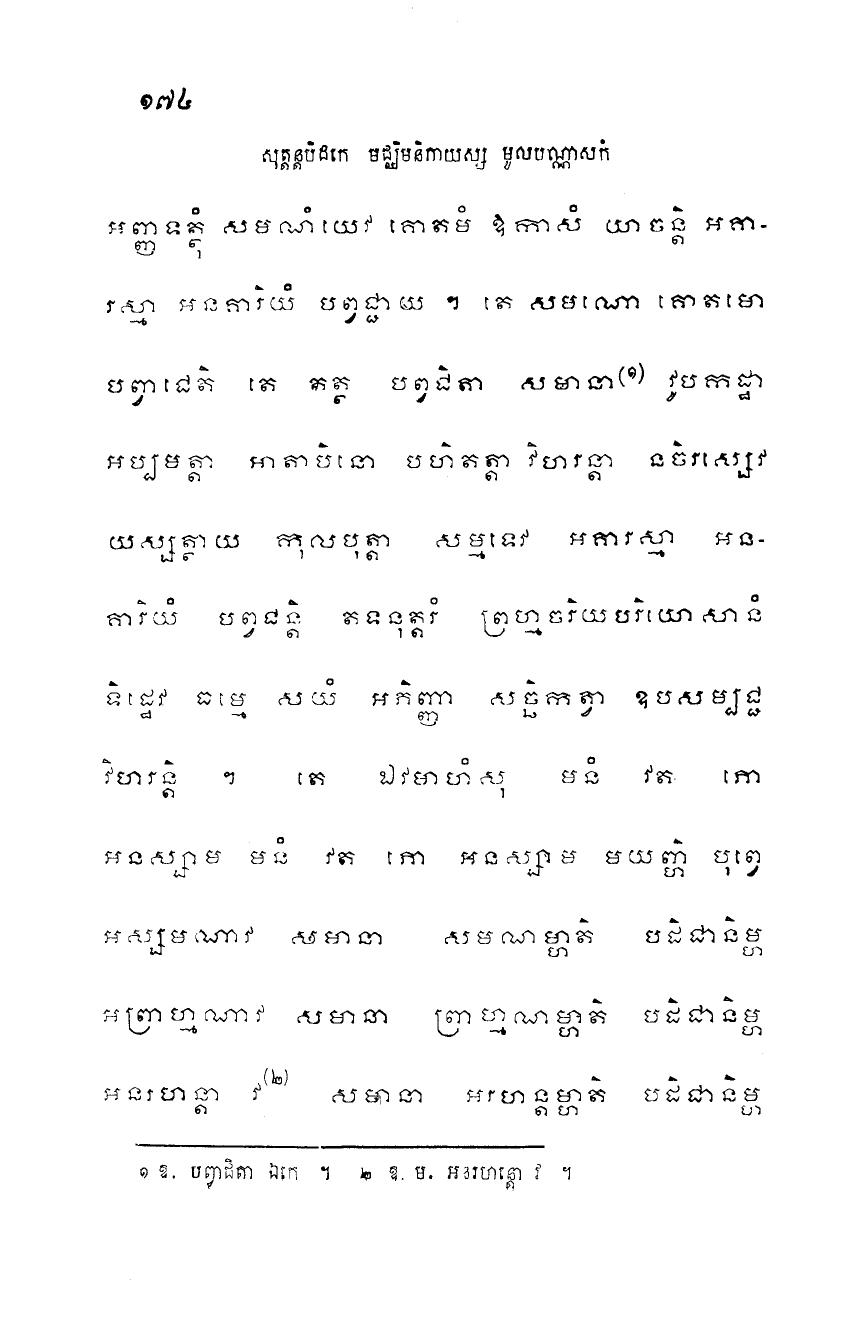 ១៧៤
សុត្តន្តបិដកេ មជ្ឈិមនិកាយស្ស មូលបណ្ណាសកំ
អញ្ញទត្ថុំ សមណំយេវ គោតមំ ឱកាសំ យាចន្តិ អគា-
រស្មា អនគារិយំ បព្វជ្ជាយ ។ តេ សមណោ គោតមោ
បព្វាជេតិ តេ តត្ថ បព្វជិតា សមានា(១) វូបកដ្ឋា
អប្បមត្តា អាតាបិនោ បហិតត្តា វិហរន្តា នចិរស្សេវ
យស្សត្ថាយ កុលបុត្តា សម្មទេវ អគារស្មា អន-
គារិយំ បព្វជន្តិ តទនុត្តរំ ព្រហ្មចរិយបរិយោសានំ
ទិដ្ឋេវ ធម្មេ សយំ អភិញ្ញា សច្ឆិកត្វា ឧបសម្បជ្ជ
វិហរន្តិ ។ តេ ឯវមាហំសុ មនំ វត ភោ
អនស្សាម មនំ វត ភោ អនស្សាម មយញ្ហិ បុព្វេ
អស្សមណាវ សមានា សមណម្ហាតិ បដិជានិម្ហ
អព្រាហ្មណាវ សមានា ព្រាហ្មណម្ហាតិ បដិជានិម្ហ
អនរហន្តា វ(២) សមានា អរហន្តម្ហាតិ បដិជានិម្ហ
១ ឱ. បព្វាជិតា ឯកេ ។ ២ ឱ. ម. អនរហន្តោ វ ។